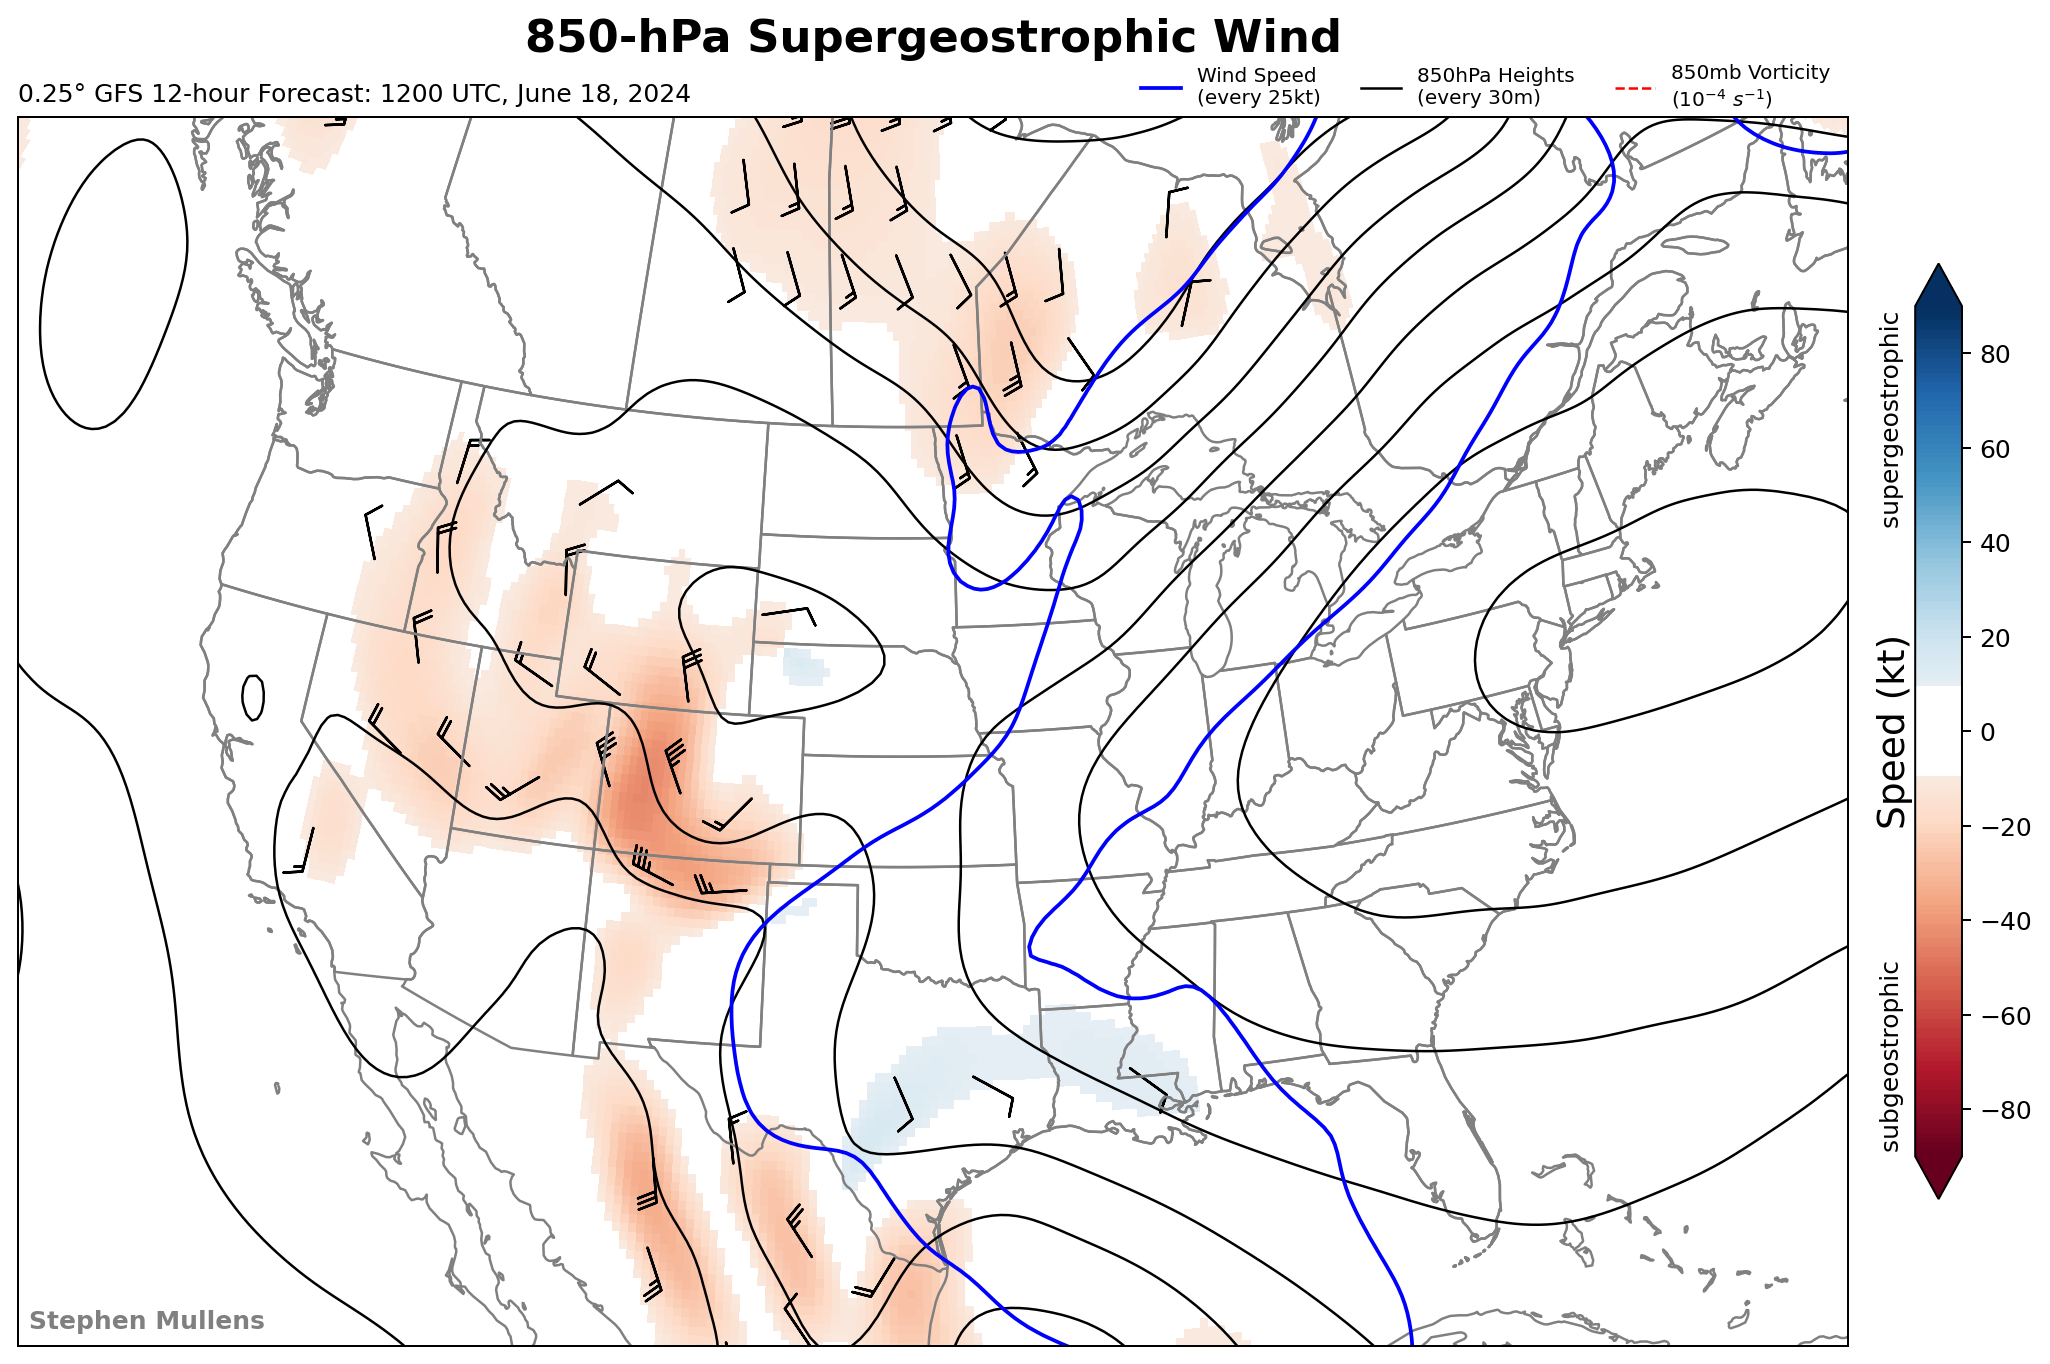 850-hPa Supergeostrophic Wind
0.25° GFS 12-hour Forecast: 1200 UTC, June 18, 2024
Wind Speed
(every 25kt)
850hPa Heights
(every 30m)
850mb Vorticity
(10⁻⁴ s⁻¹)
supergeostrophic
Speed (kt)
subgeostrophic
80
60
40
20
0
−20
−40
−60
−80
Stephen Mullens